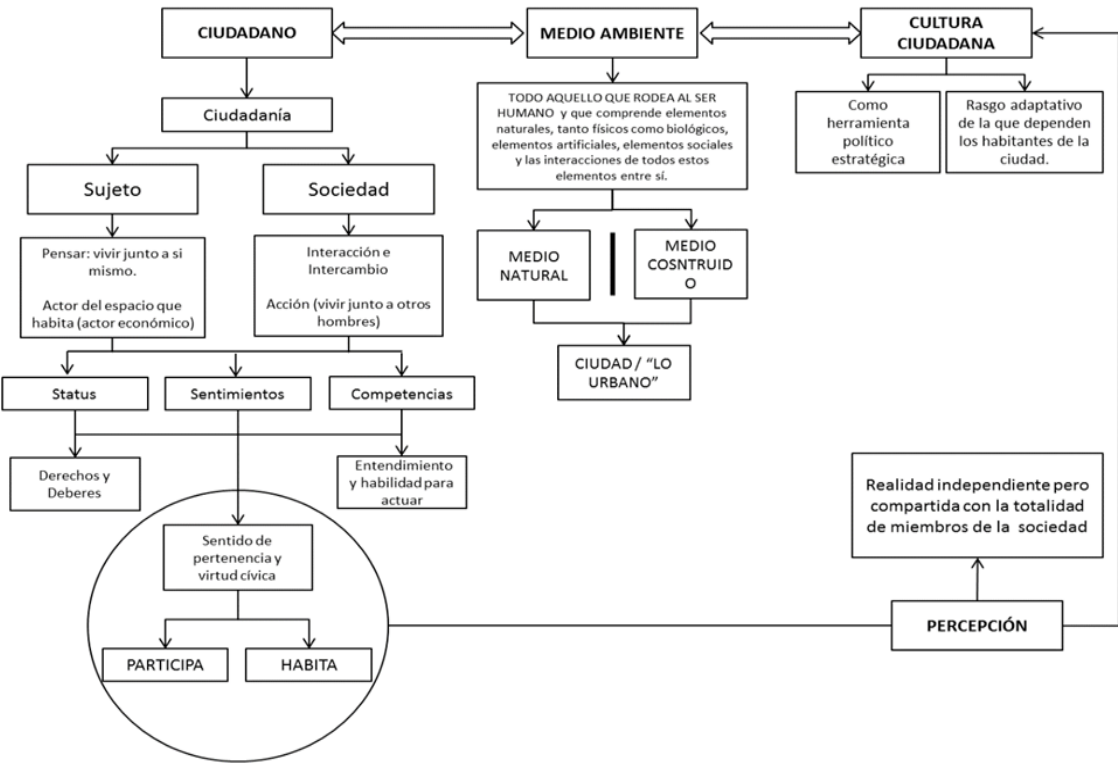 CIUDADANO
MEDIO AMBIENTE
CULTURA
CIUDADANA
Ciudadanía
TODO AQUELLO QUE RODEA AL SER
HUMANO y que comprende elementos
naturales, tanto físicos como biológicos,
elementos artificiales, elementos sociales
y las interacciones de todos estos
elementos entre sí.
Como
herramienta
político
estratégica
Rasgo adaptativo
de la que dependen
los habitantes de la
ciudad.
Sujeto
Sociedad
Pensar: vivir junto a si
mismo.
Actor del espacio que
habita (actor económico)
Interacción e
Intercambio
Acción (vivir junto a otros
hombres)
MEDIO
NATURAL
MEDIO
COSNTRUID
O
CIUDAD / “LO
URBANO”
Status
Sentimientos
Competencias
Derechos y
Deberes
Entendimiento
y habilidad para
actuar
Sentido de
pertenencia y
virtud cívica
PARTICIPA
HABITA
Realidad independiente pero
compartida con la totalidad
de miembros de la sociedad
PERCEPCIÓN